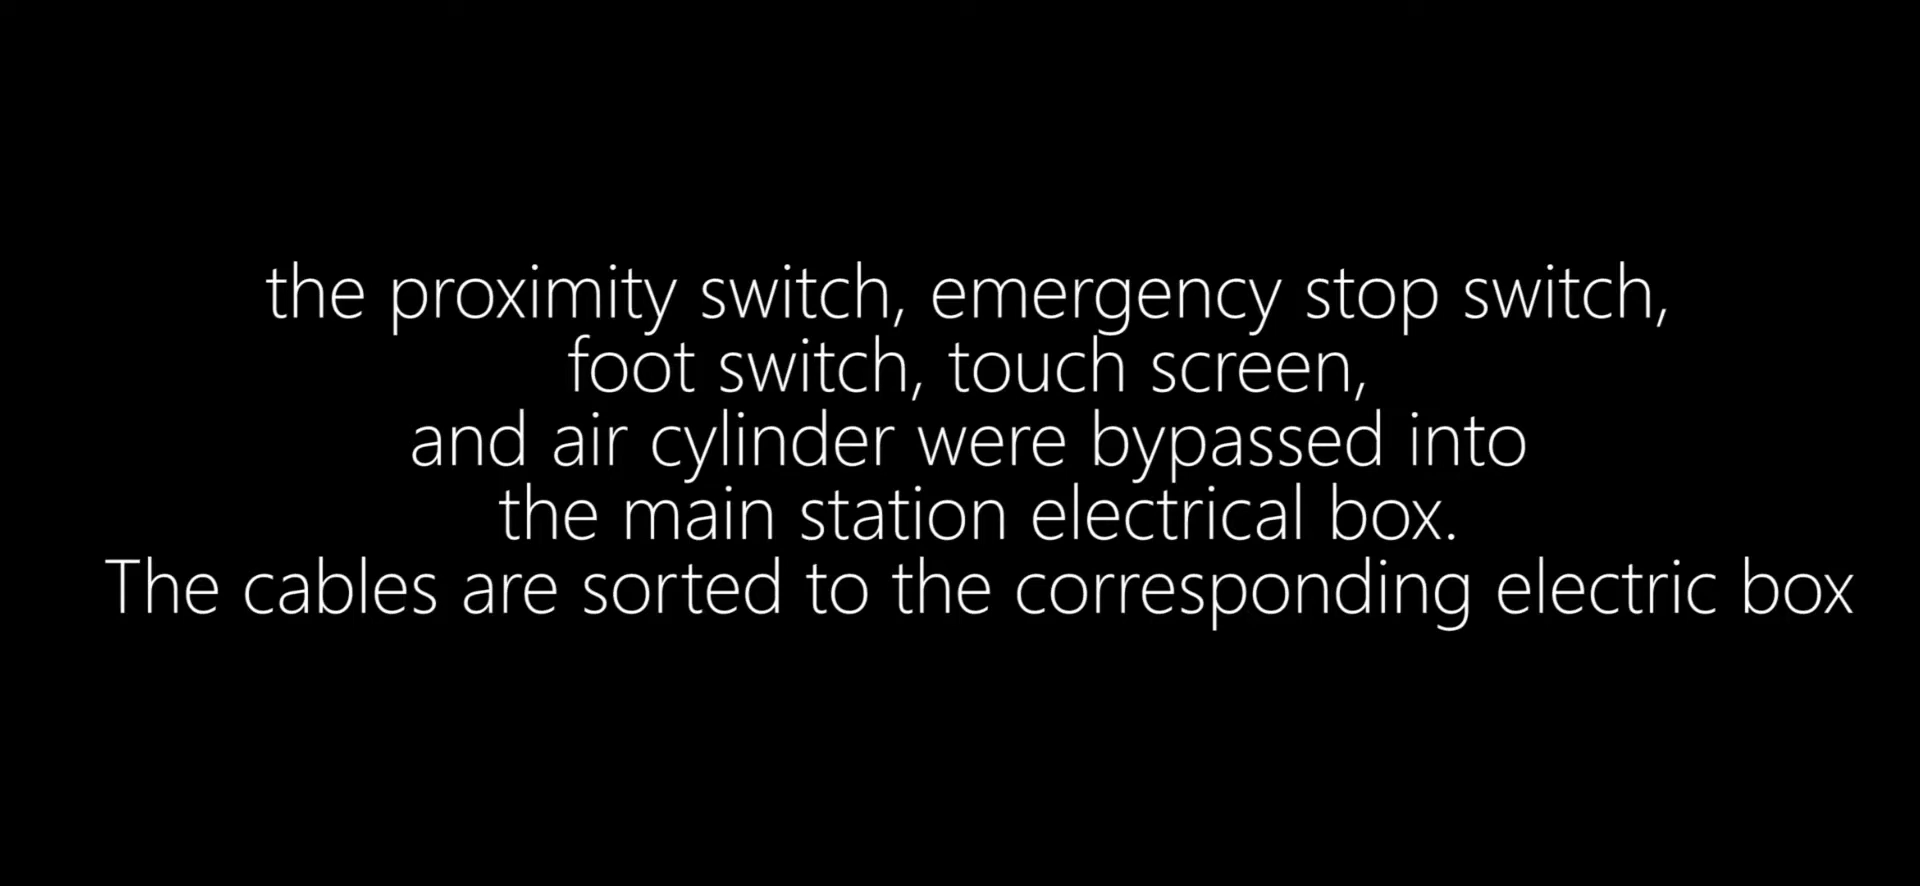 the proximity switch, emergency stop switch,
foot switch, touch screen,
and air cylinder were bypassed into
the main station electrical box.
The cables are sorted to the corresponding electric box